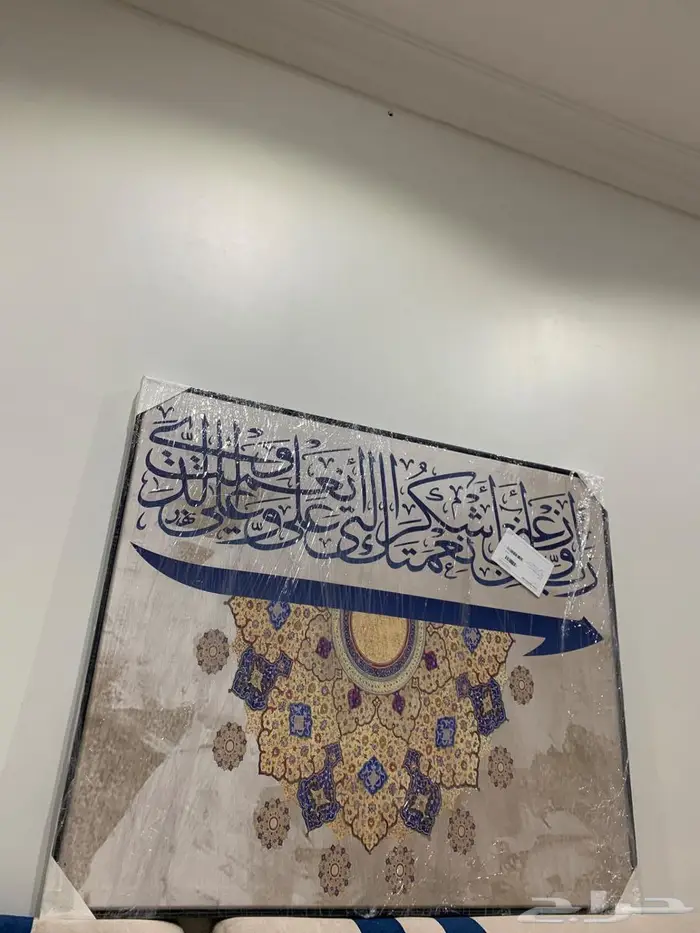 رب أوزعني أن أشكر نعمتك التي أنعمت علي وعلى والدي
حراج